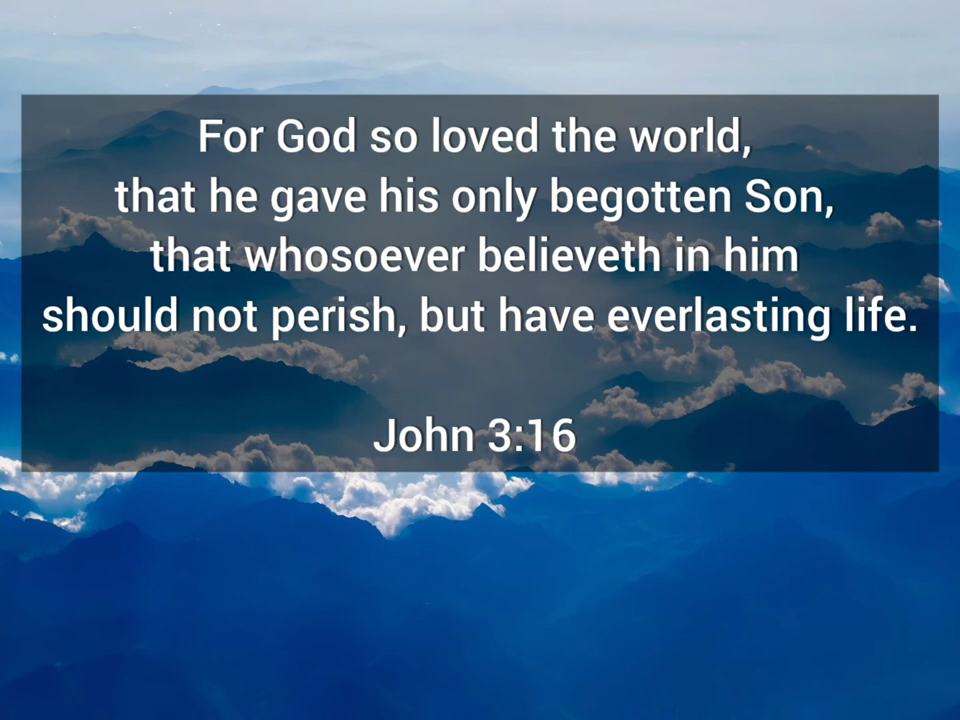 For God so loved the world,
that he gave his only begotten Son,
that whosoever believeth in him
should not perish, but have everlasting life.
John 3:16